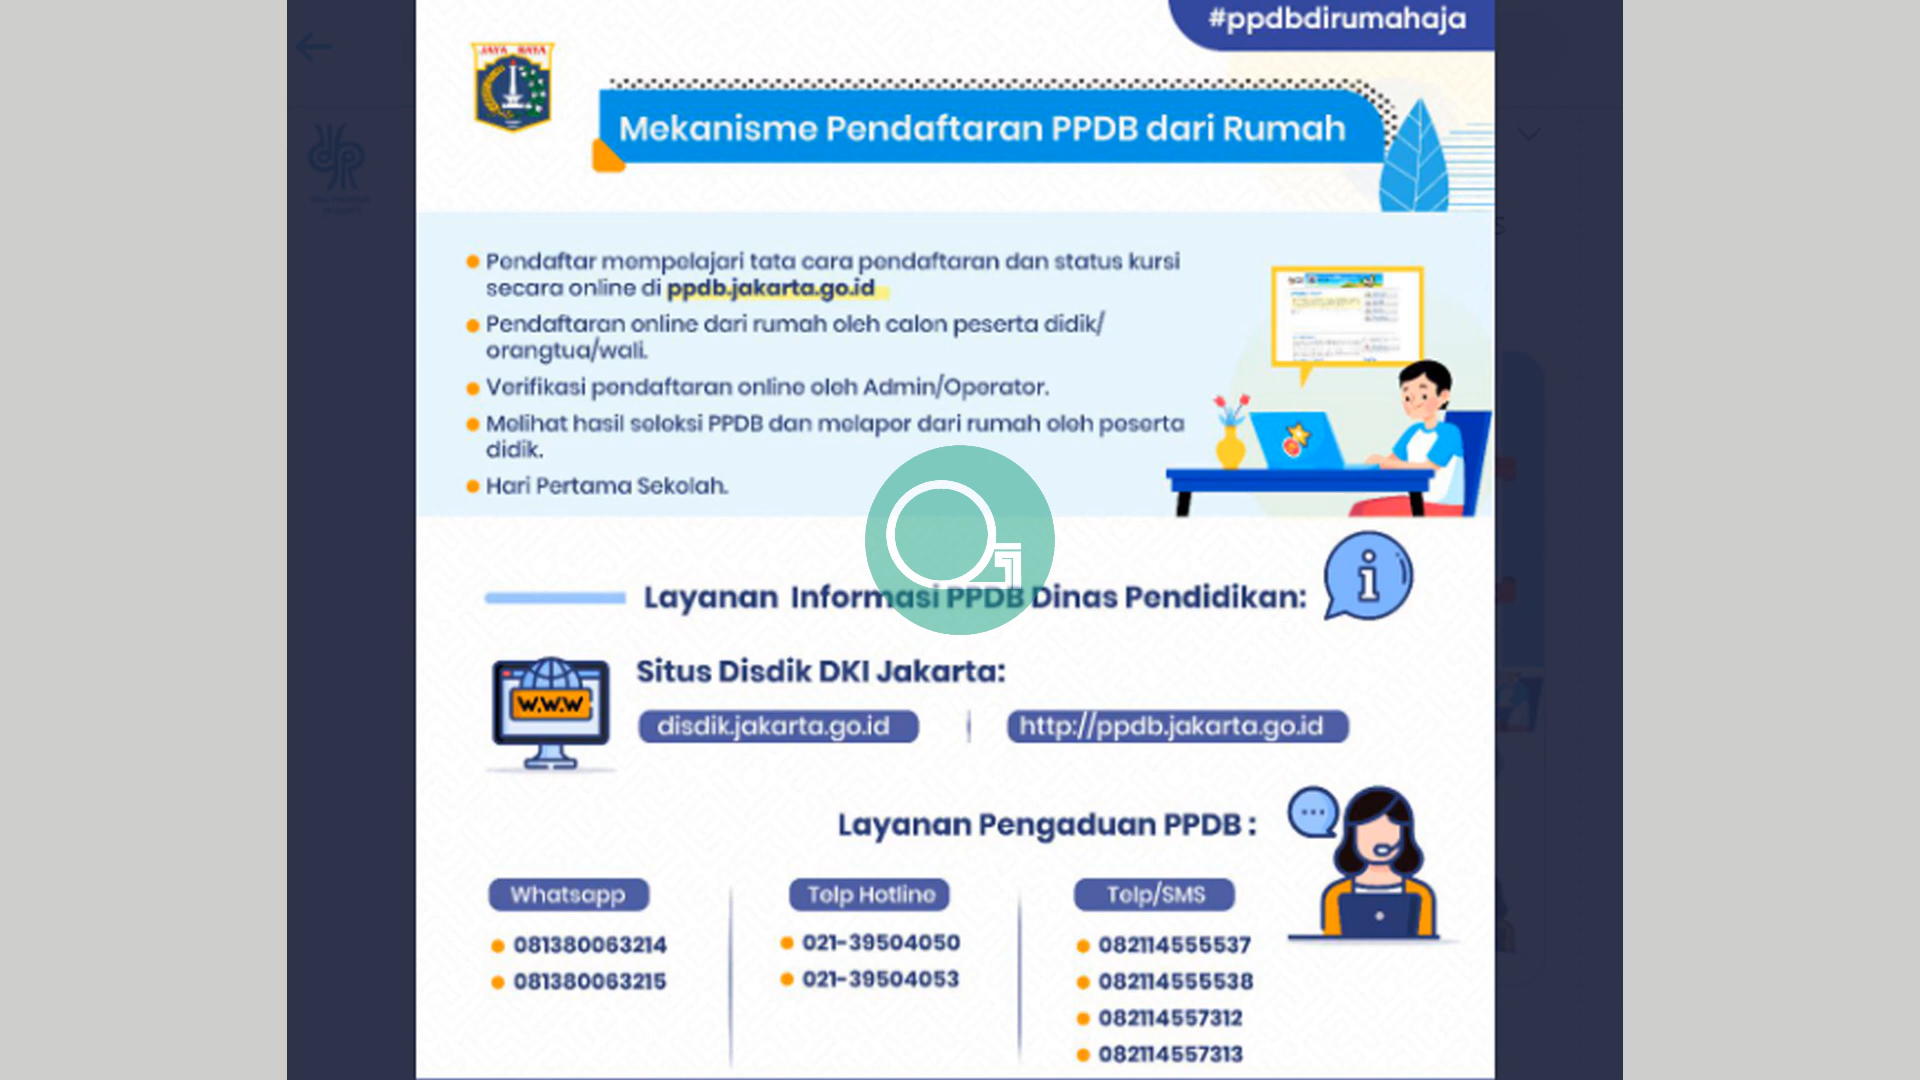 #ppdbdirumahaja
JAYA RAYA
Mekanisme Pendaftaran PPDB dari Rumah
Pendaftar mempelajari tata cara pendaftaran dan status kursi
secara online di ppdb.jakarta.go.id
Pendaftaran online dari rumah oleh calon peserta didik/
orangtua/wali.
Verifikasi pendaftaran online oleh Admin/Operator.
Melihat hasil seleksi PPDB dan melapor dari rumah oleh peserta
didik.
Hari Pertama Sekolah.
Layanan Informasi PPDB Dinas Pendidikan:
Situs Disdik DKI Jakarta:
W.W.W
disdik.jakarta.go.id
http://ppdb.jakarta.go.id
Layanan Pengaduan PPDB :
Whatsapp
081380063214
081380063215
Telp Hotline
021-39504050
021-39504053
Telp/SMS
082114555537
082114555538
082114557312
082114557313